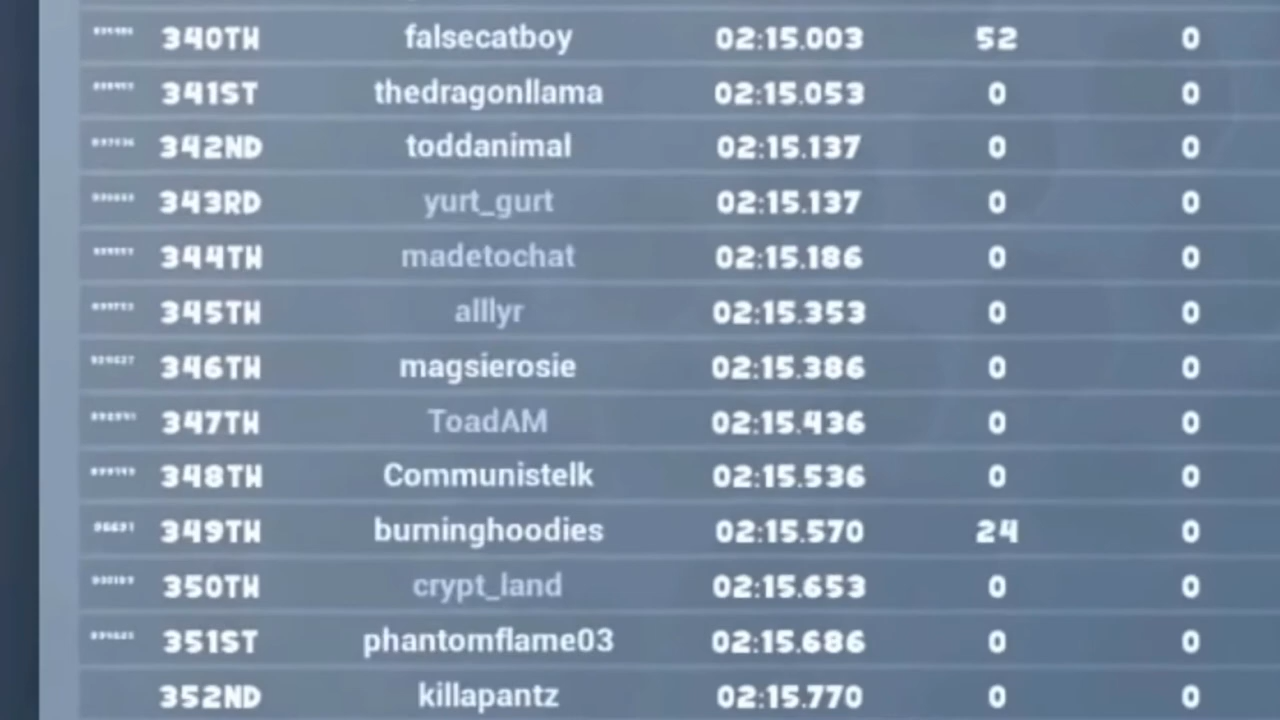 340TH falsecatboy 02:15.003 52 0
341ST thedragonllama 02:15.053 0 0
342ND toddanimal 02:15.137 0 0
343RD yurt_gurt 02:15.137 0 0
344TH madetochat 02:15.186 0 0
345TH alllyr 02:15.353 0 0
346TH magsierosie 02:15.386 0 0
347TH ToadAM 02:15.436 0 0
348TH Communistelk 02:15.536 0 0
349TH burninghoodies 02:15.570 24 0
350TH crypt_land 02:15.653 0 0
351ST phantomflame03 02:15.686 0 0
352ND killapantz 02:15.770 0 0